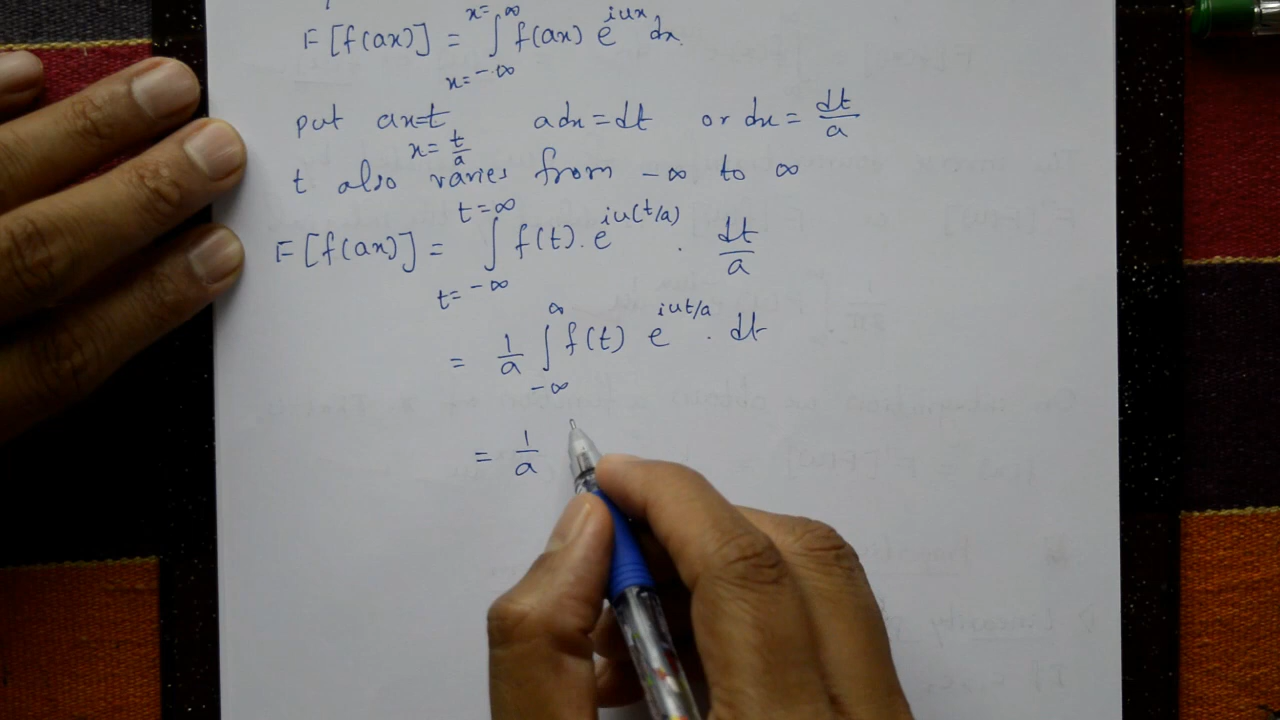 x=∞
F[f(ax)] = ∫ f(ax) e^{iux} dx.
x=-∞
put ax=t adx = dt or dx = dt/a
x = t/a
t also varies from -∞ to ∞
t=∞
F[f(ax)] = ∫ f(t). e^{iu(t/a)} . dt/a
t=-∞
= 1/a ∫_{-∞}^{∞} f(t) e^{iut/a} . dt
= 1/a